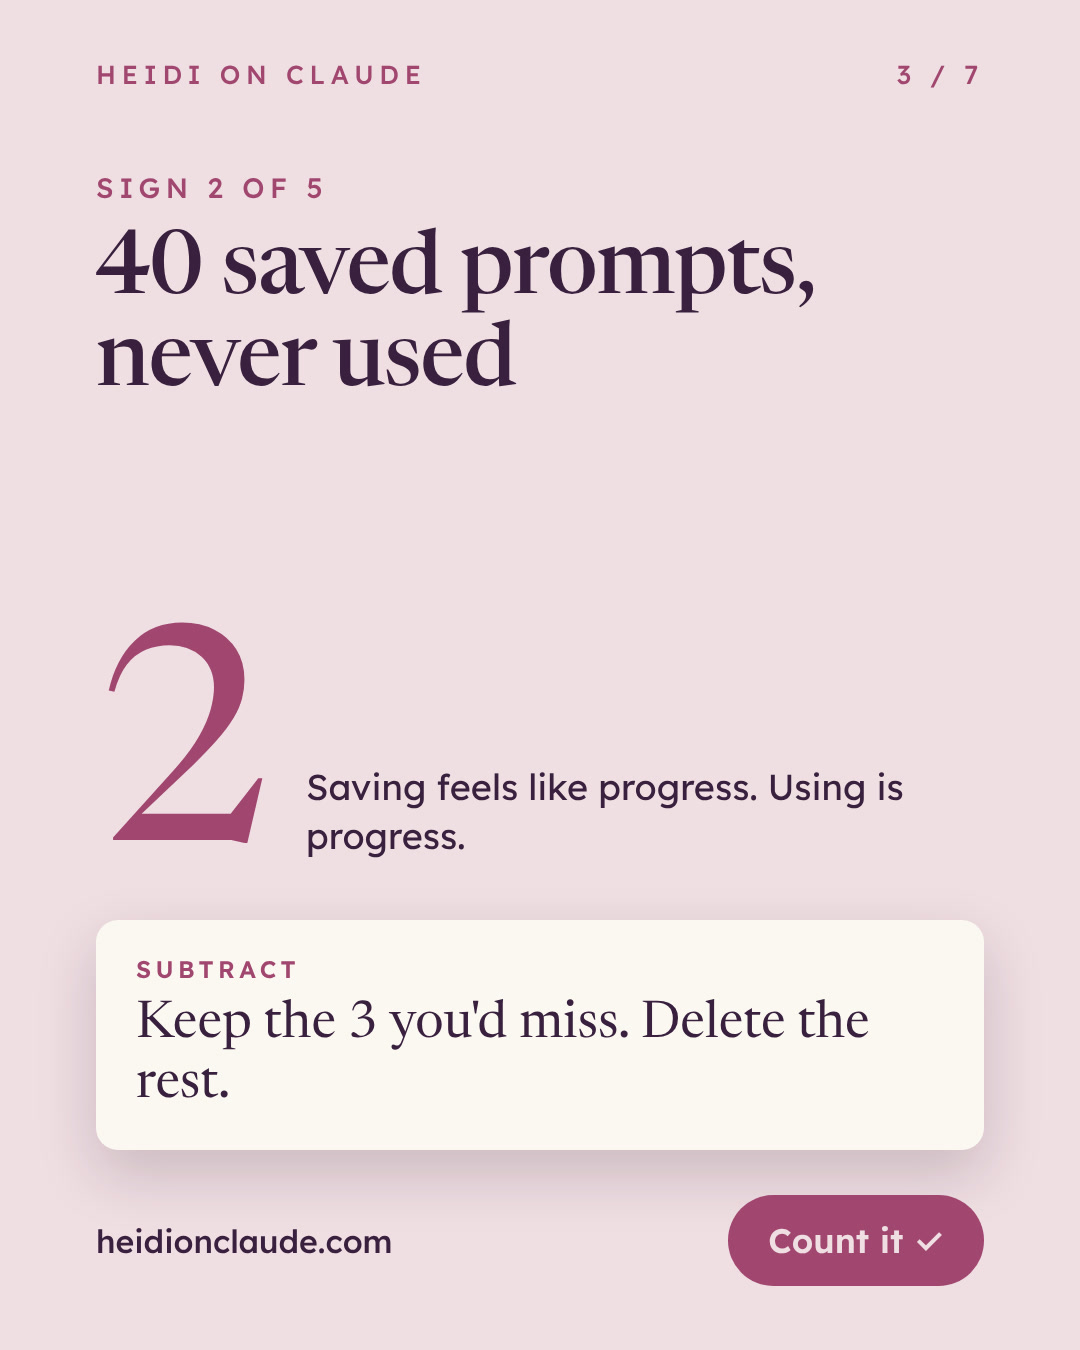 HEIDI ON CLAUDE
3 / 7
SIGN 2 OF 5
40 saved prompts,
never used
2
Saving feels like progress. Using is
progress.
SUBTRACT
Keep the 3 you'd miss. Delete the
rest.
heidionclaude.com
Count it ✓